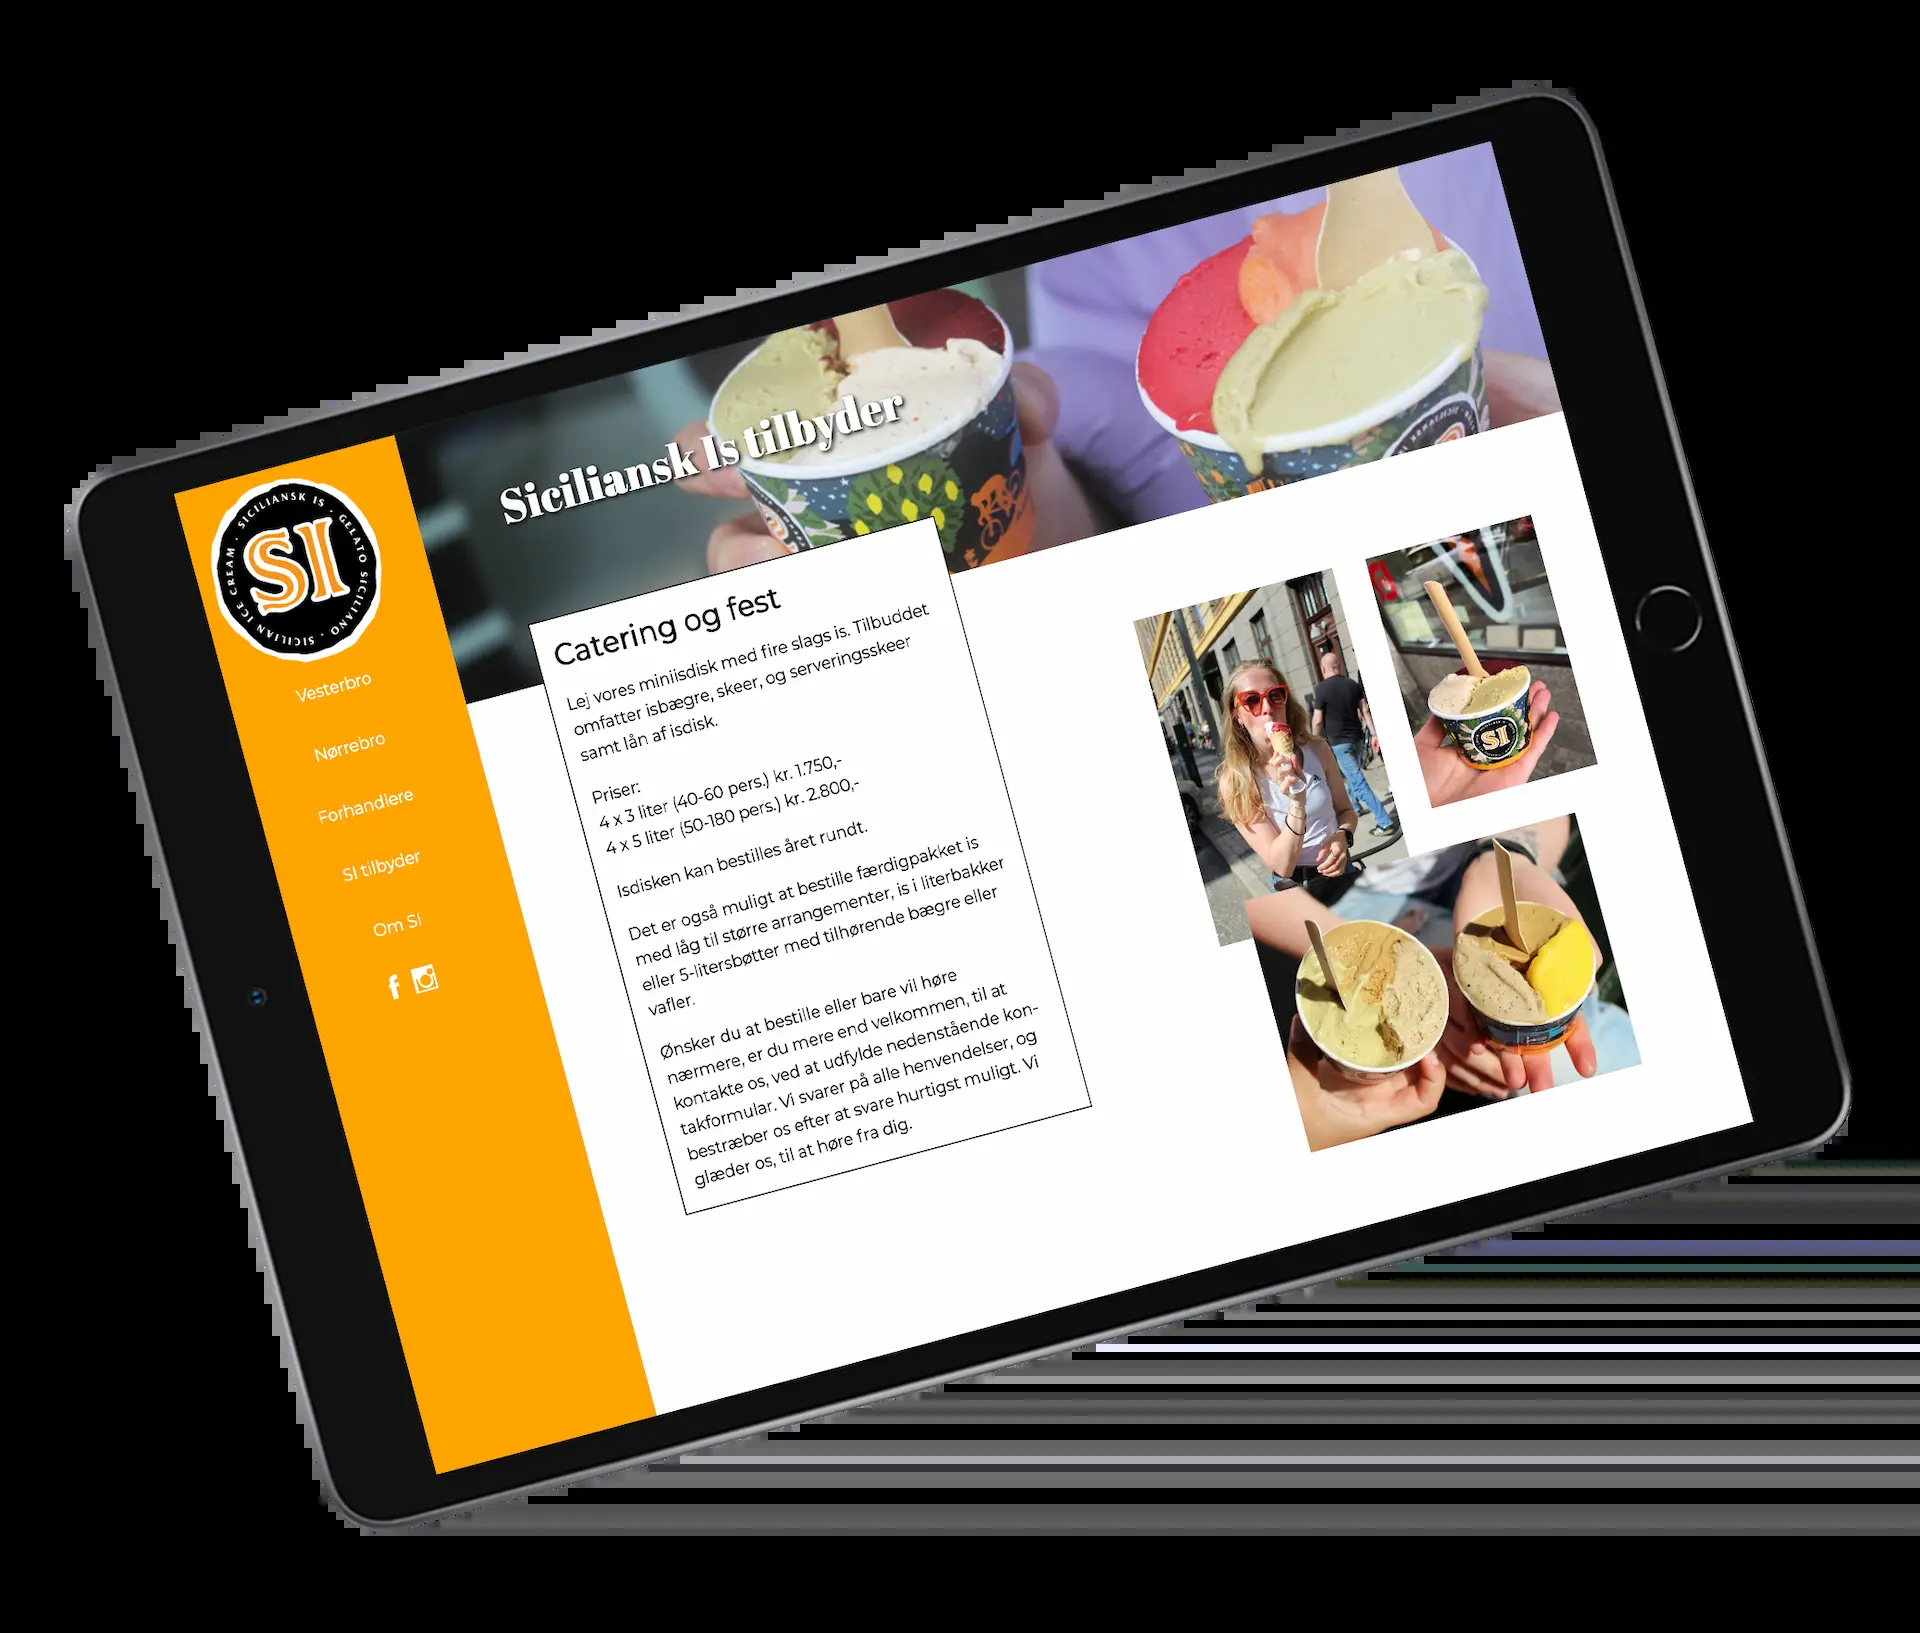 SICILIANSK IS · GELATO SICILIANO · SICILIAN ICE CREAM ·
SI
Vesterbro
Nørrebro
Forhandlere
SI tilbyder
Om SI
Siciliansk Is tilbyder
Catering og fest
Lej vores miniisdisk med fire slags is. Tilbuddet
omfatter isbægre, skeer, og serveringsskeer
samt lån af isdisk.
Priser:
4 x 3 liter (40-60 pers.) kr. 1.750,-
4 x 5 liter (50-180 pers.) kr. 2.800,-
Isdisken kan bestilles året rundt.
Det er også muligt at bestille færdigpakket is
med låg til større arrangementer, is i literbakker
eller 5-litersbøtter med tilhørende bægre eller
vafler.
Ønsker du at bestille eller bare vil høre
nærmere, er du mere end velkommen, til at
kontakte os, ved at udfylde nedenstående kon-
takformular. Vi svarer på alle henvendelser, og
bestræber os efter at svare hurtigst muligt. Vi
glæder os, til at høre fra dig.
SI